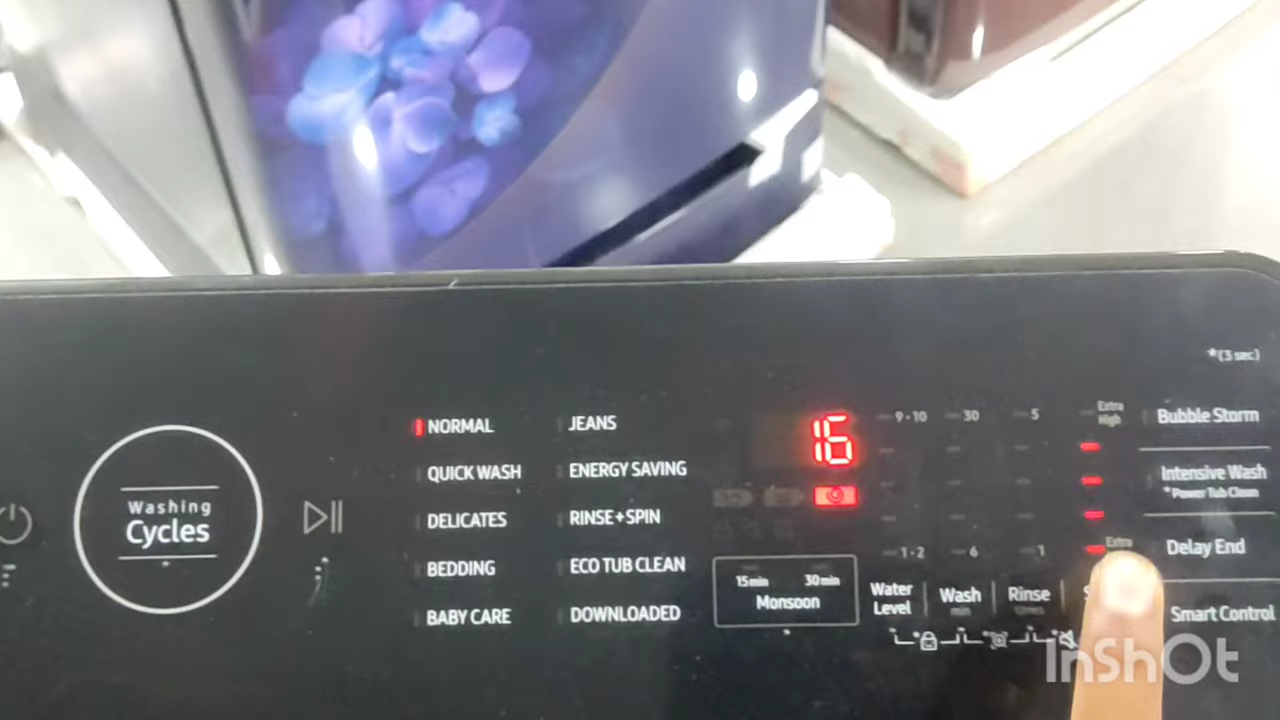 *(3 sec)
Washing
Cycles
NORMAL
QUICK WASH
DELICATES
BEDDING
BABY CARE
JEANS
ENERGY SAVING
RINSE+SPIN
ECO TUB CLEAN
DOWNLOADED
16
15min 30min
Monsoon
9·10 30 5 Extra High
1·2 6 1 Extra
Water Level
Wash min
Rinse times
Bubble Storm
Intensive Wash
*Power Tub Clean
Delay End
Smart Control
InShOt